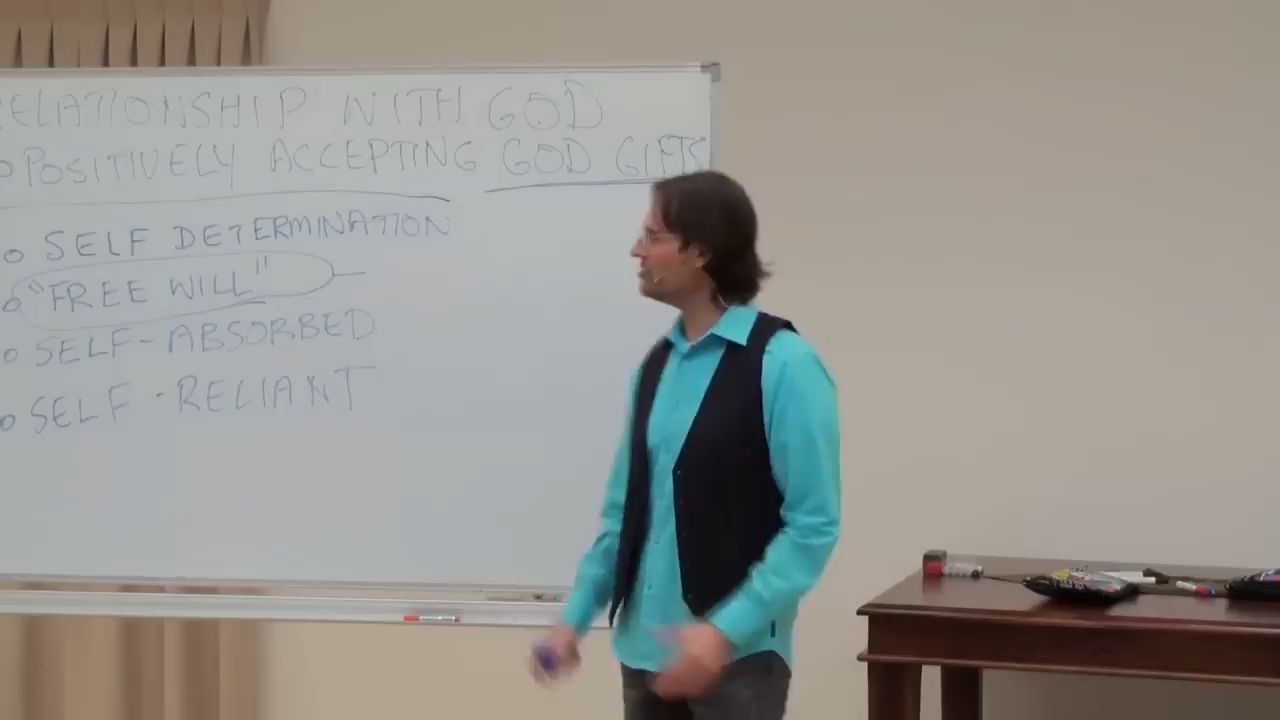 RELATIONSHIP WITH GOD
POSITIVELY ACCEPTING GOD GIFTS
o SELF DETERMINATION
o "FREE WILL"
o SELF-ABSORBED
o SELF-RELIANT